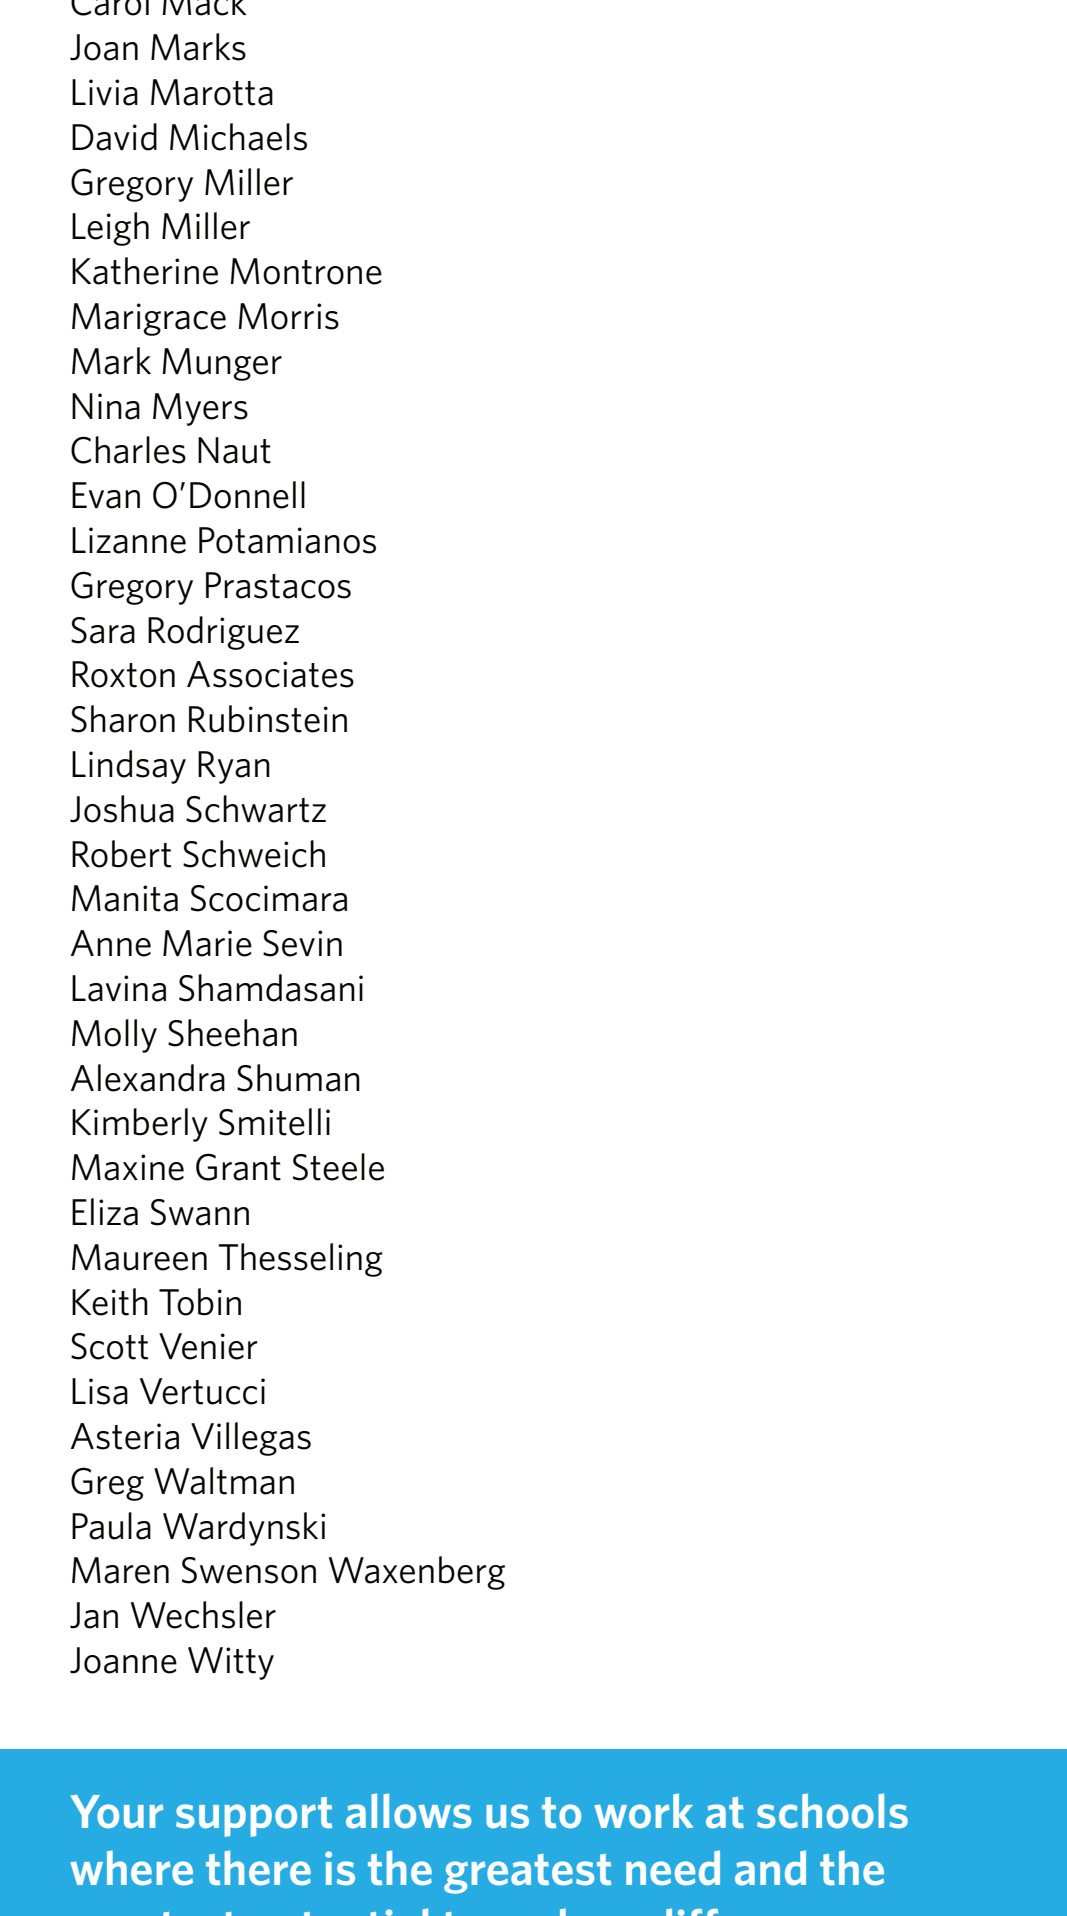 Carol Mack
Joan Marks
Livia Marotta
David Michaels
Gregory Miller
Leigh Miller
Katherine Montrone
Marigrace Morris
Mark Munger
Nina Myers
Charles Naut
Evan O’Donnell
Lizanne Potamianos
Gregory Prastacos
Sara Rodriguez
Roxton Associates
Sharon Rubinstein
Lindsay Ryan
Joshua Schwartz
Robert Schweich
Manita Scocimara
Anne Marie Sevin
Lavina Shamdasani
Molly Sheehan
Alexandra Shuman
Kimberly Smitelli
Maxine Grant Steele
Eliza Swann
Maureen Thesseling
Keith Tobin
Scott Venier
Lisa Vertucci
Asteria Villegas
Greg Waltman
Paula Wardynski
Maren Swenson Waxenberg
Jan Wechsler
Joanne Witty
Your support allows us to work at schools
where there is the greatest need and the